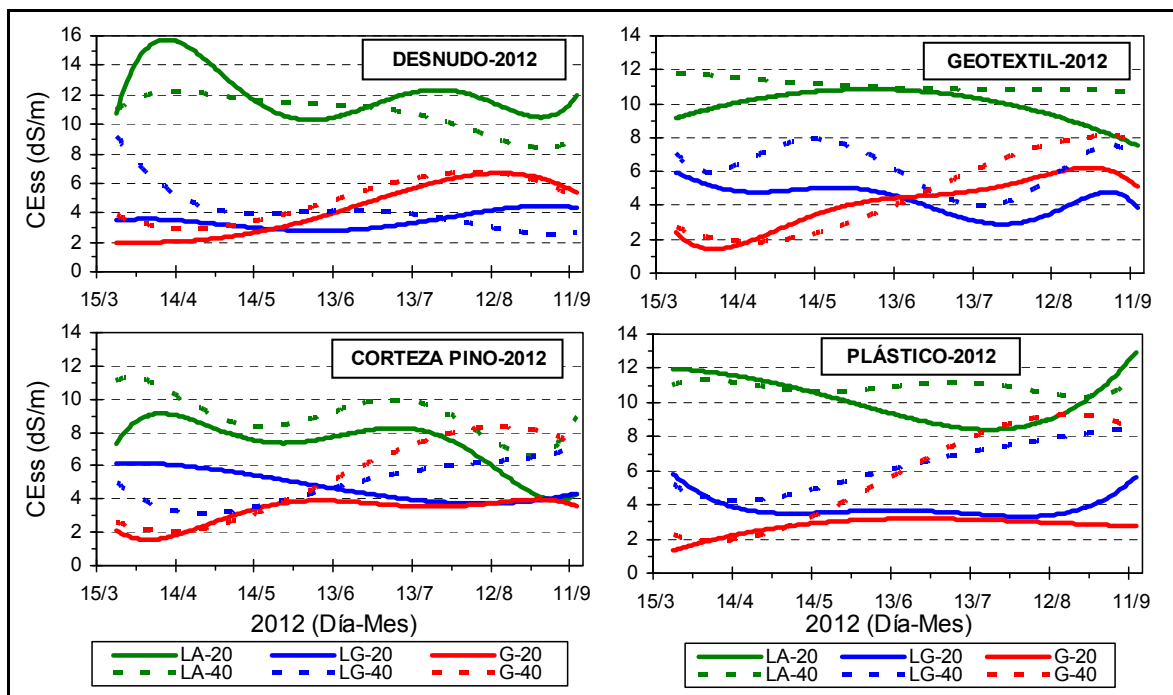 DESNUDO-2012
CEss (dS/m)
16
14
12
10
8
6
4
2
0
15/3 14/4 14/5 13/6 13/7 12/8 11/9
GEOTEXTIL-2012
14
12
10
8
6
4
2
0
15/3 14/4 14/5 13/6 13/7 12/8 11/9
CORTEZA PINO-2012
CEss (dS/m)
14
12
10
8
6
4
2
0
15/3 14/4 14/5 13/6 13/7 12/8 11/9
2012 (Día-Mes)
PLÁSTICO-2012
14
12
10
8
6
4
2
0
15/3 14/4 14/5 13/6 13/7 12/8 11/9
2012 (Día-Mes)
LA-20 LG-20 G-20
LA-40 LG-40 G-40
LA-20 LG-20 G-20
LA-40 LG-40 G-40